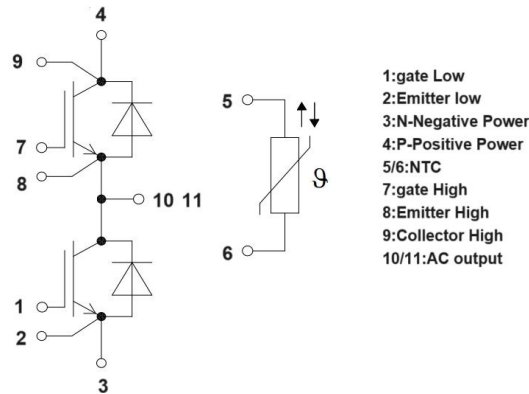 4
9
7
8
10 11
1
2
3
5
6
ϑ
1:gate Low
2:Emitter low
3:N-Negative Power
4:P-Positive Power
5/6:NTC
7:gate High
8:Emitter High
9:Collector High
10/11:AC output